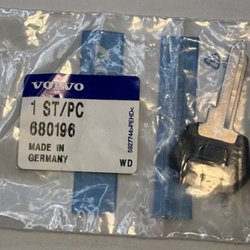 VOLVO
1 ST/PC
680196
MADE IN
GERMANY
WD